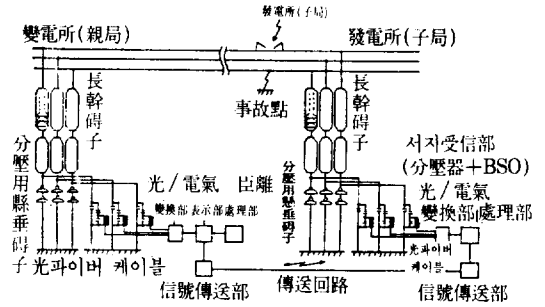 發電所(子局)
變電所(親局)
發電所(子局)
長幹碍子
事故點
長幹碍子
서지受信部
(分壓器+BSO)
分壓用懸垂碍子
光/電氣 臣離
變換部 表示部 處理部
分壓用懸垂碍子
光/電氣
變換部 處理部
光파이버 케이블
光파이버
케이블
信號傳送部
傳送回路
信號傳送部